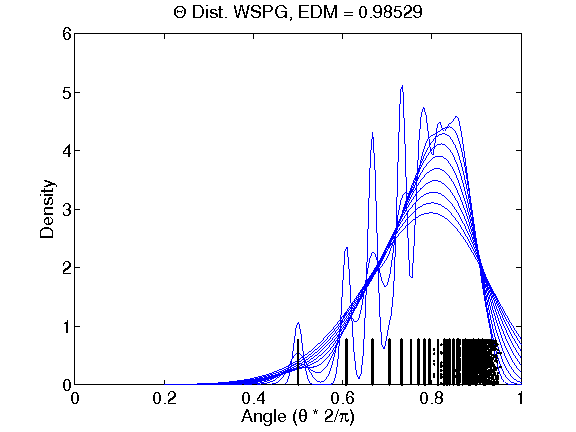 Θ Dist. WSPG, EDM = 0.98529
6
5
4
3
2
1
0
Density
0 0.2 0.4 0.6 0.8 1
Angle (θ * 2/π)